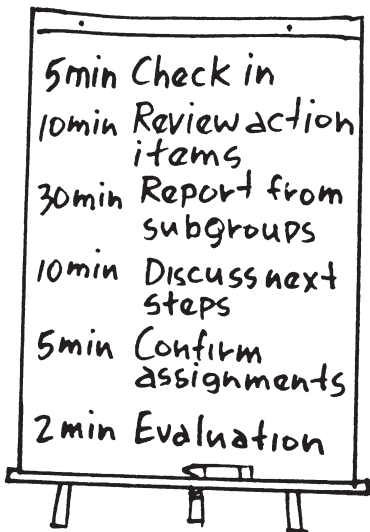 5min Check in
10min Review action
items
30min Report from
subgroups
10min Discuss next
steps
5min Confirm
assignments
2min Evaluation